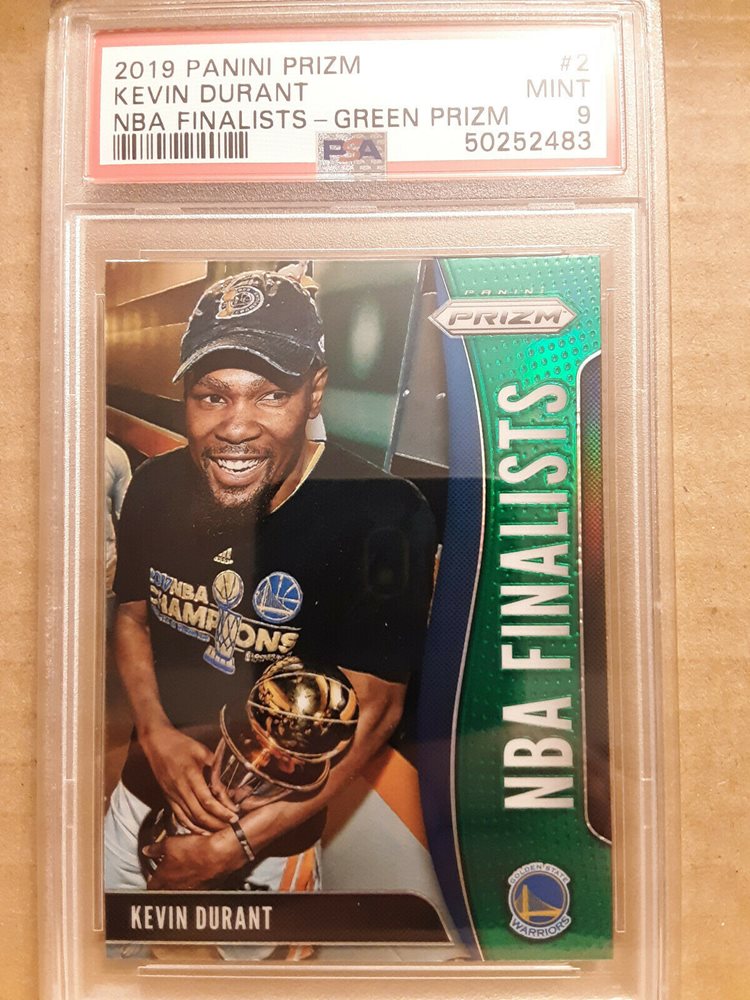 2019 PANINI PRIZM #2
KEVIN DURANT MINT
NBA FINALISTS - GREEN PRIZM 9
PSA 50252483
PANINI
PRIZM
NBA FINALISTS
2017 NBA
CHAMPIONS
KEVIN DURANT
GOLDEN STATE
WARRIORS